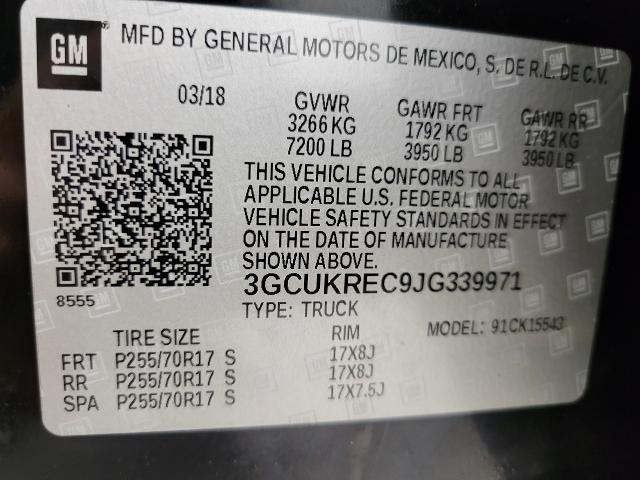 GM
MFD BY GENERAL MOTORS DE MEXICO, S. DE R.L. DE C.V.
03/18 GVWR GAWR FRT GAWR RR
3266 KG 1792 KG 1792 KG
7200 LB 3950 LB 3950 LB
THIS VEHICLE CONFORMS TO ALL
APPLICABLE U.S. FEDERAL MOTOR
VEHICLE SAFETY STANDARDS IN EFFECT
ON THE DATE OF MANUFACTURE
SHOWN ABOVE.
8555
3GCUKREC9JG339971
TYPE: TRUCK
MODEL: 91CK15543
TIRE SIZE RIM
FRT P255/70R17 S 17X8J
RR P255/70R17 S 17X8J
SPA P255/70R17 S 17X7.5J